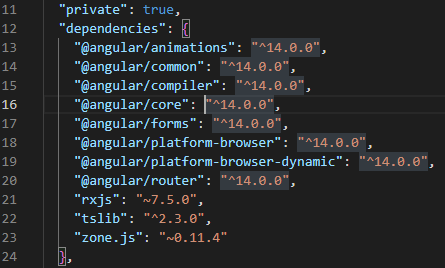 11 "private": true,
12 "dependencies": {
13 "@angular/animations": "^14.0.0",
14 "@angular/common": "^14.0.0",
15 "@angular/compiler": "^14.0.0",
16 "@angular/core": "^14.0.0",
17 "@angular/forms": "^14.0.0",
18 "@angular/platform-browser": "^14.0.0",
19 "@angular/platform-browser-dynamic": "^14.0.0",
20 "@angular/router": "^14.0.0",
21 "rxjs": "~7.5.0",
22 "tslib": "^2.3.0",
23 "zone.js": "~0.11.4"
24 },